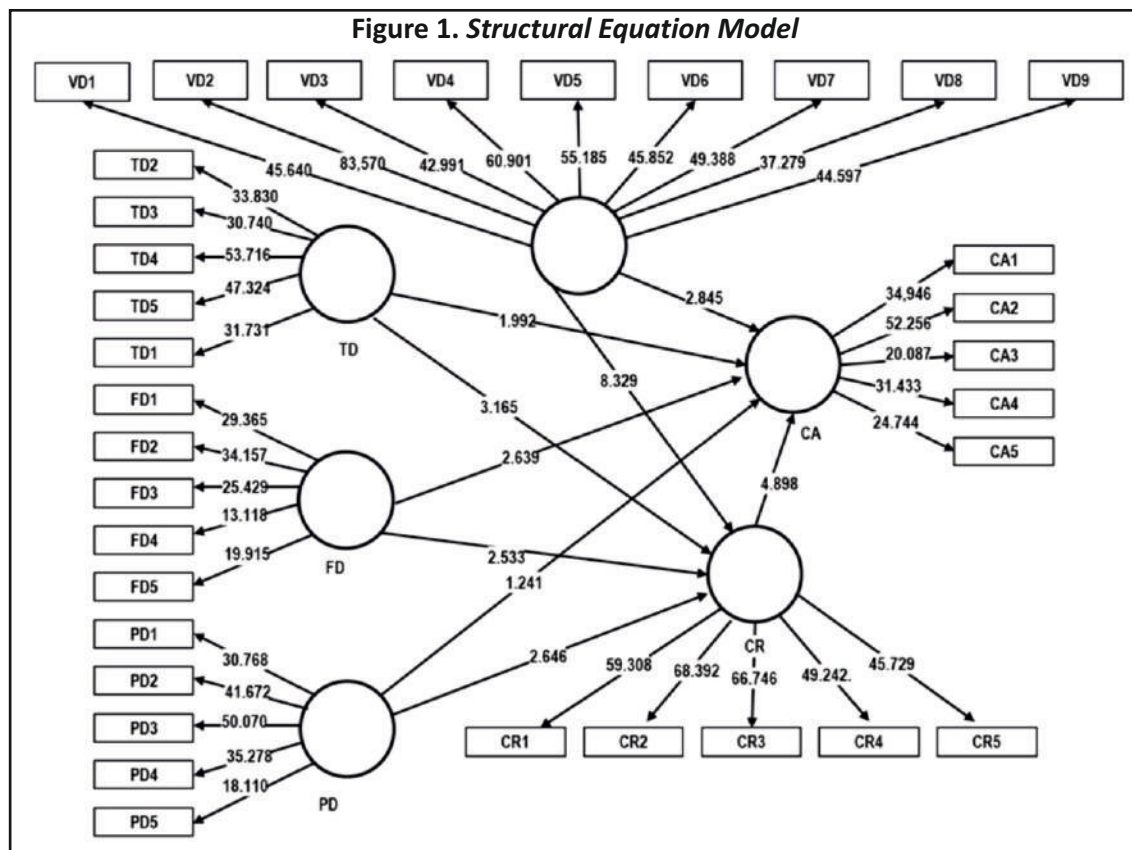 Figure 1. Structural Equation Model
VD1 VD2 VD3 VD4 VD5 VD6 VD7 VD8 VD9
45.640 83,570 42.991 60.901 55.185 45.852 49.388 37.279 44.597
TD2
TD3
TD4
TD5
TD1
33.830
30.740
53.716
47.324
31.731
TD
FD1
FD2
FD3
FD4
FD5
29.365
34.157
25.429
13.118
19.915
FD
PD1
PD2
PD3
PD4
PD5
30.768
41.672
50.070
35.278
18.110
PD
2.845
1.992
8.329
3.165
2.639
4.898
2.533
1.241
2.646
CA
34,946
52.256
20.087
31.433
24.744
CA1
CA2
CA3
CA4
CA5
CR
59.308 68.392 66.746 49.242. 45.729
CR1 CR2 CR3 CR4 CR5